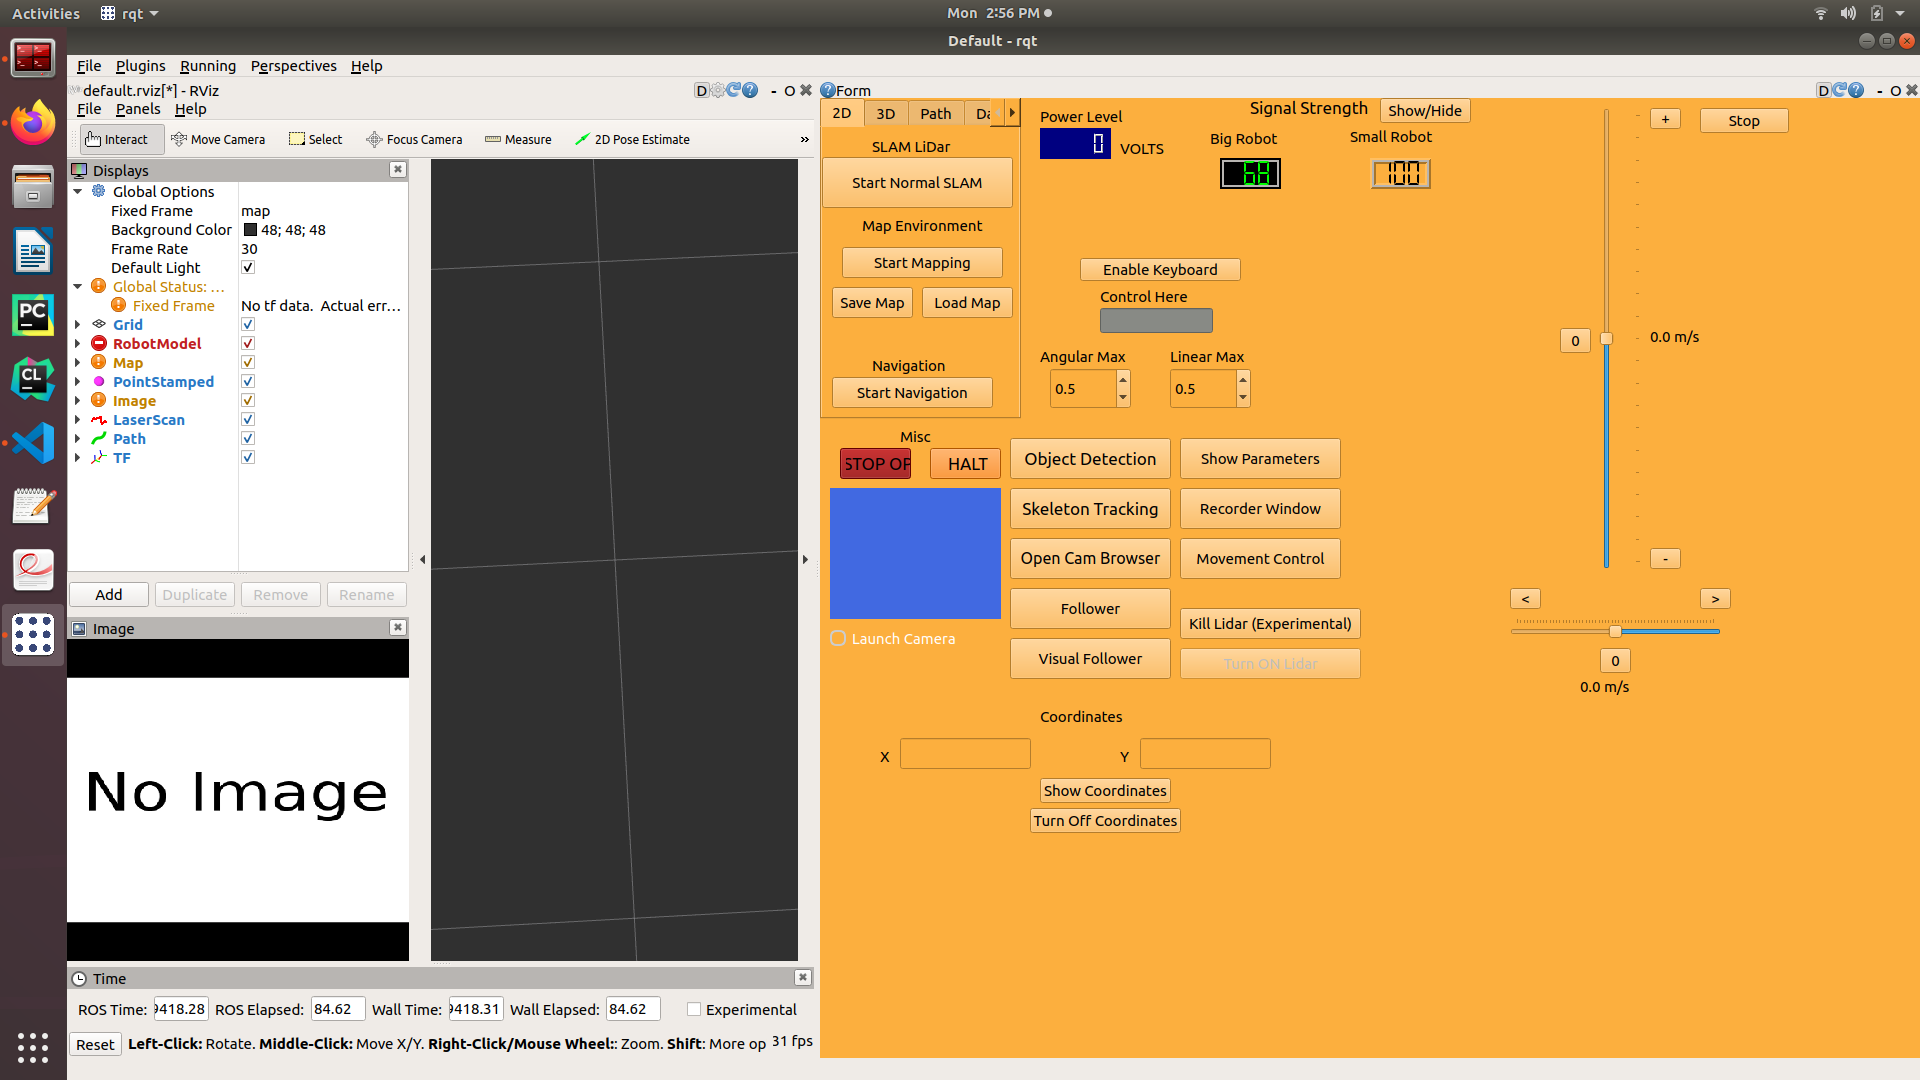 Activities rqt Mon 2:56 PM
Default - rqt
File Plugins Running Perspectives Help
default.rviz[*] - RViz D - O
File Panels Help
Interact Move Camera Select Focus Camera Measure 2D Pose Estimate »
Displays
Global Options
Fixed Frame map
Background Color 48; 48; 48
Frame Rate 30
Default Light
Global Status: ...
Fixed Frame No tf data. Actual err...
Grid
RobotModel
Map
PointStamped
Image
LaserScan
Path
TF
Add Duplicate Remove Rename
Image
No Image
Time
ROS Time: 9418.28 ROS Elapsed: 84.62 Wall Time: 9418.31 Wall Elapsed: 84.62 Experimental
Reset Left-Click: Rotate. Middle-Click: Move X/Y. Right-Click/Mouse Wheel:: Zoom. Shift: More op 31 fps
Form D - O
2D 3D Path Da
SLAM LiDar
Start Normal SLAM
Map Environment
Start Mapping
Save Map Load Map
Navigation
Start Navigation
Power Level
0 VOLTS
Signal Strength Show/Hide
Big Robot Small Robot
68 100
Enable Keyboard
Control Here
Angular Max Linear Max
0.5 0.5
+ Stop
0 0.0 m/s
-
< >
0
0.0 m/s
Misc
STOP OP HALT
Launch Camera
Object Detection Show Parameters
Skeleton Tracking Recorder Window
Open Cam Browser Movement Control
Follower Kill Lidar (Experimental)
Visual Follower Turn ON Lidar
Coordinates
X Y
Show Coordinates
Turn Off Coordinates
PC
CL